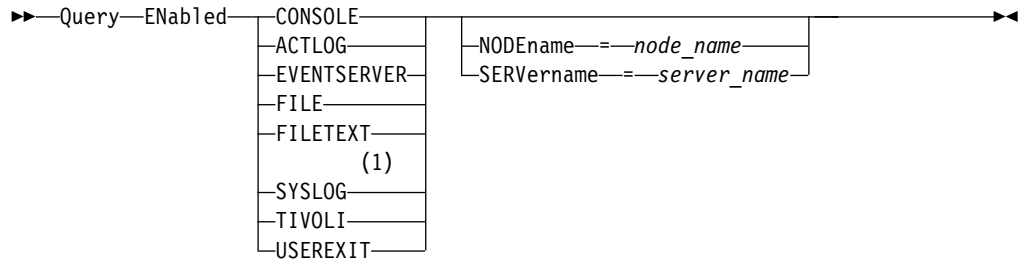 Query ENabled CONSOLE
ACTLOG NODEname = node_name
EVENTSERVER SERVername = server_name
FILE
FILETEXT
(1)
SYSLOG
TIVOLI
USEREXIT